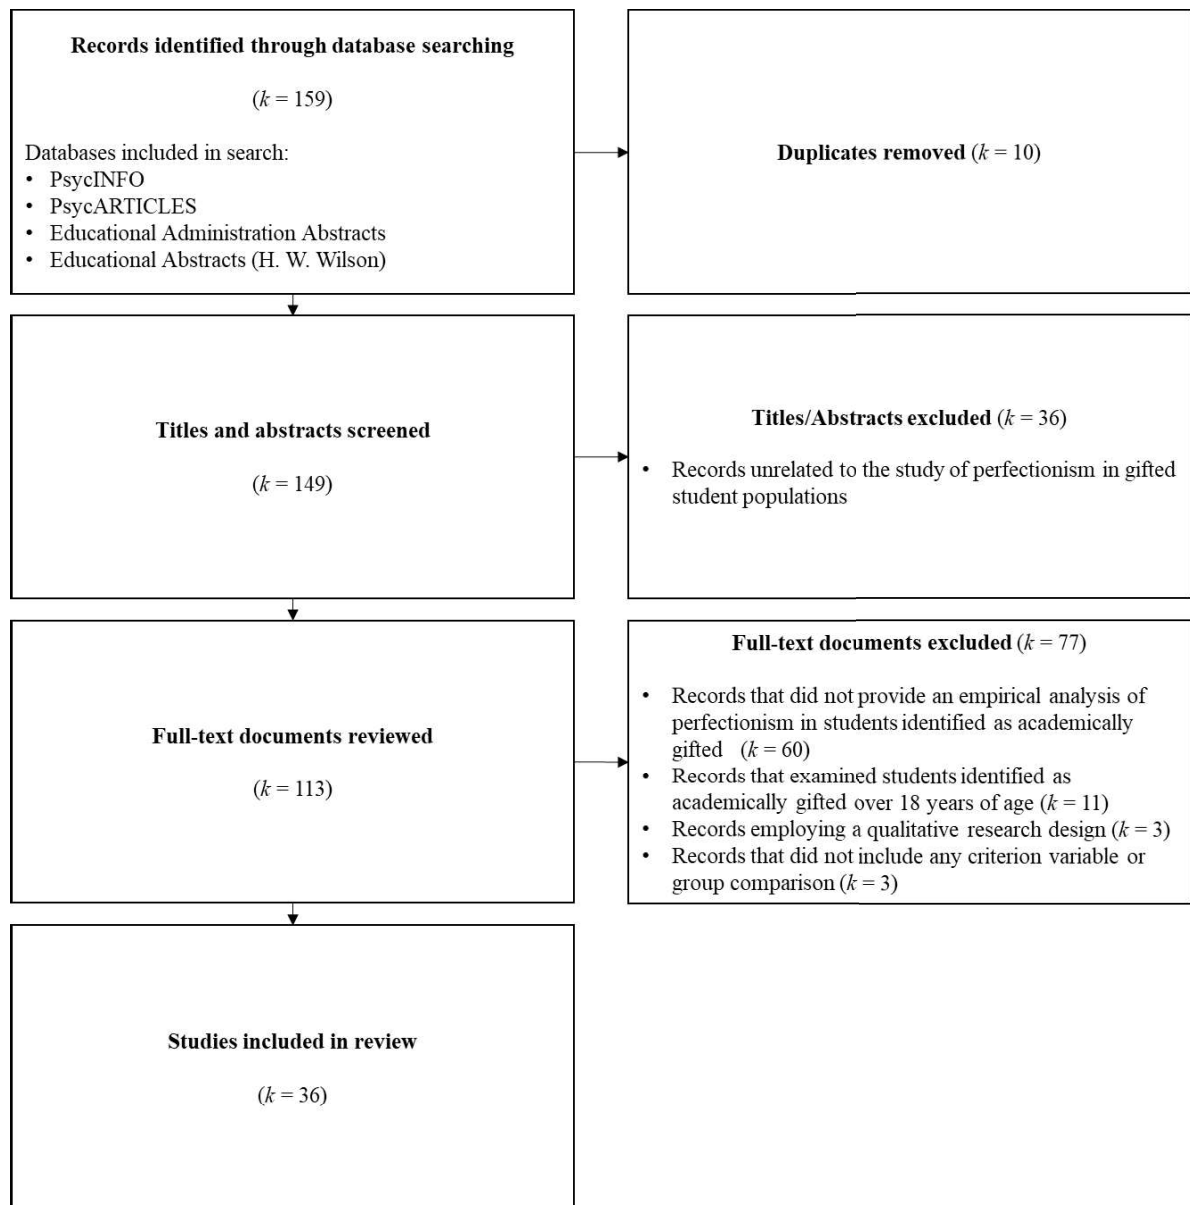 Records identified through database searching
(k = 159)
Databases included in search:
• PsycINFO
• PsycARTICLES
• Educational Administration Abstracts
• Educational Abstracts (H. W. Wilson)
Duplicates removed (k = 10)
Titles and abstracts screened
(k = 149)
Titles/Abstracts excluded (k = 36)
• Records unrelated to the study of perfectionism in gifted
student populations
Full-text documents reviewed
(k = 113)
Full-text documents excluded (k = 77)
• Records that did not provide an empirical analysis of
perfectionism in students identified as academically
gifted (k = 60)
• Records that examined students identified as
academically gifted over 18 years of age (k = 11)
• Records employing a qualitative research design (k = 3)
• Records that did not include any criterion variable or
group comparison (k = 3)
Studies included in review
(k = 36)